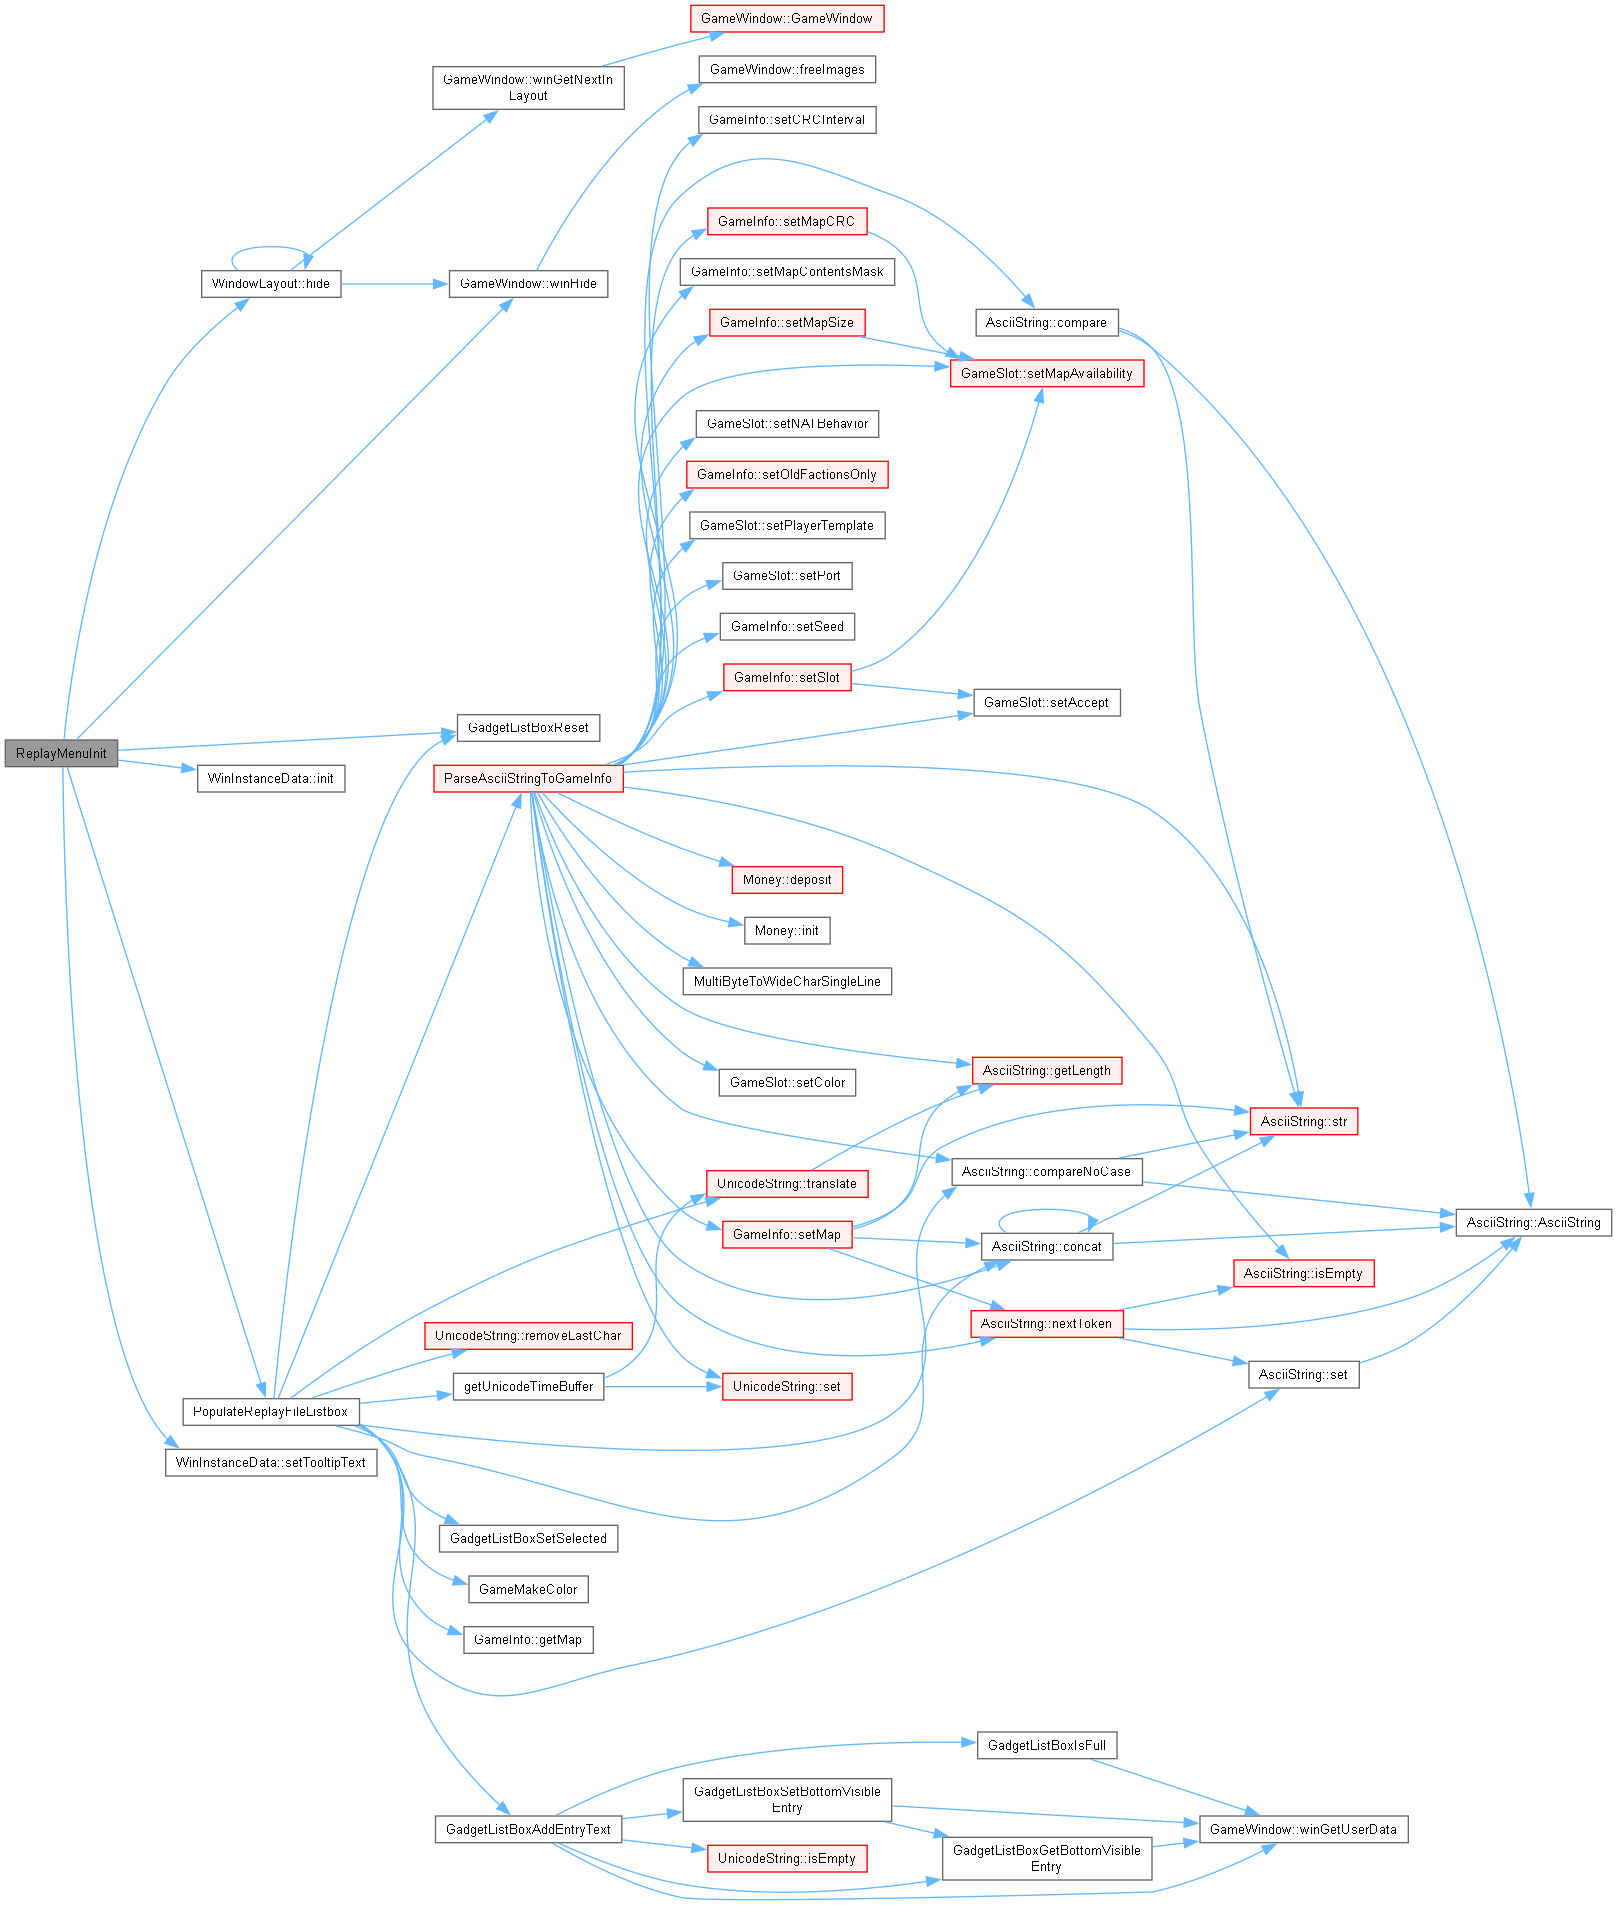 GameWindow::GameWindow
GameWindow::winGetNextIn
Layout
GameWindow::freeImages
GameInfo::setCRCInterval
GameInfo::setMapCRC
GameInfo::setMapContentsMask
WindowLayout::hide
GameWindow::winHide
GameInfo::setMapSize
AsciiString::compare
GameSlot::setMapAvailability
GameSlot::setNATBehavior
GameInfo::setOldFactionsOnly
GameSlot::setPlayerTemplate
GameSlot::setPort
GameInfo::setSeed
GameInfo::setSlot
GameSlot::setAccept
GadgetListBoxReset
ReplayMenuInit
WinInstanceData::init
ParseAsciiStringToGameInfo
Money::deposit
Money::init
MultiByteToWideCharSingleLine
AsciiString::getLength
GameSlot::setColor
AsciiString::str
AsciiString::compareNoCase
UnicodeString::translate
AsciiString::AsciiString
GameInfo::setMap
AsciiString::concat
AsciiString::isEmpty
AsciiString::nextToken
UnicodeString::removeLastChar
AsciiString::set
getUnicodeTimeBuffer
UnicodeString::set
PopulateReplayFileListbox
WinInstanceData::setTooltipText
GadgetListBoxSetSelected
GameMakeColor
GameInfo::getMap
GadgetListBoxIsFull
GadgetListBoxSetBottomVisible
Entry
GadgetListBoxAddEntryText
GameWindow::winGetUserData
UnicodeString::isEmpty
GadgetListBoxGetBottomVisible
Entry